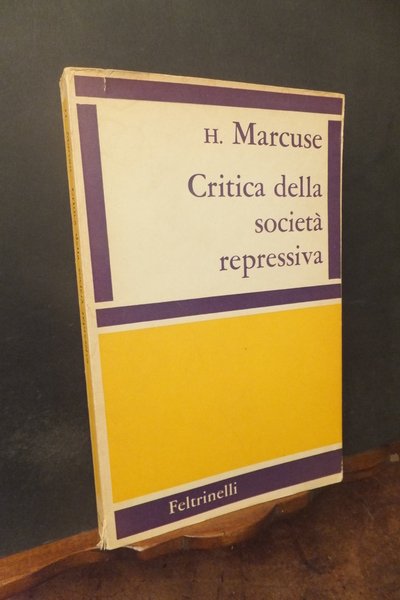 H. Marcuse
Critica della
società
repressiva
Feltrinelli